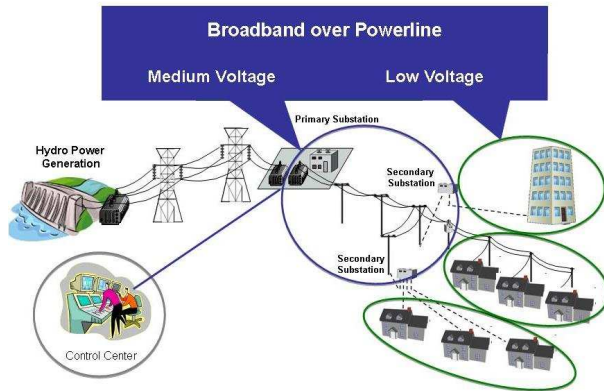 Broadband over Powerline
Medium Voltage
Low Voltage
Primary Substation
Hydro Power
Generation
Secondary
Substation
Secondary
Substation
Control Center